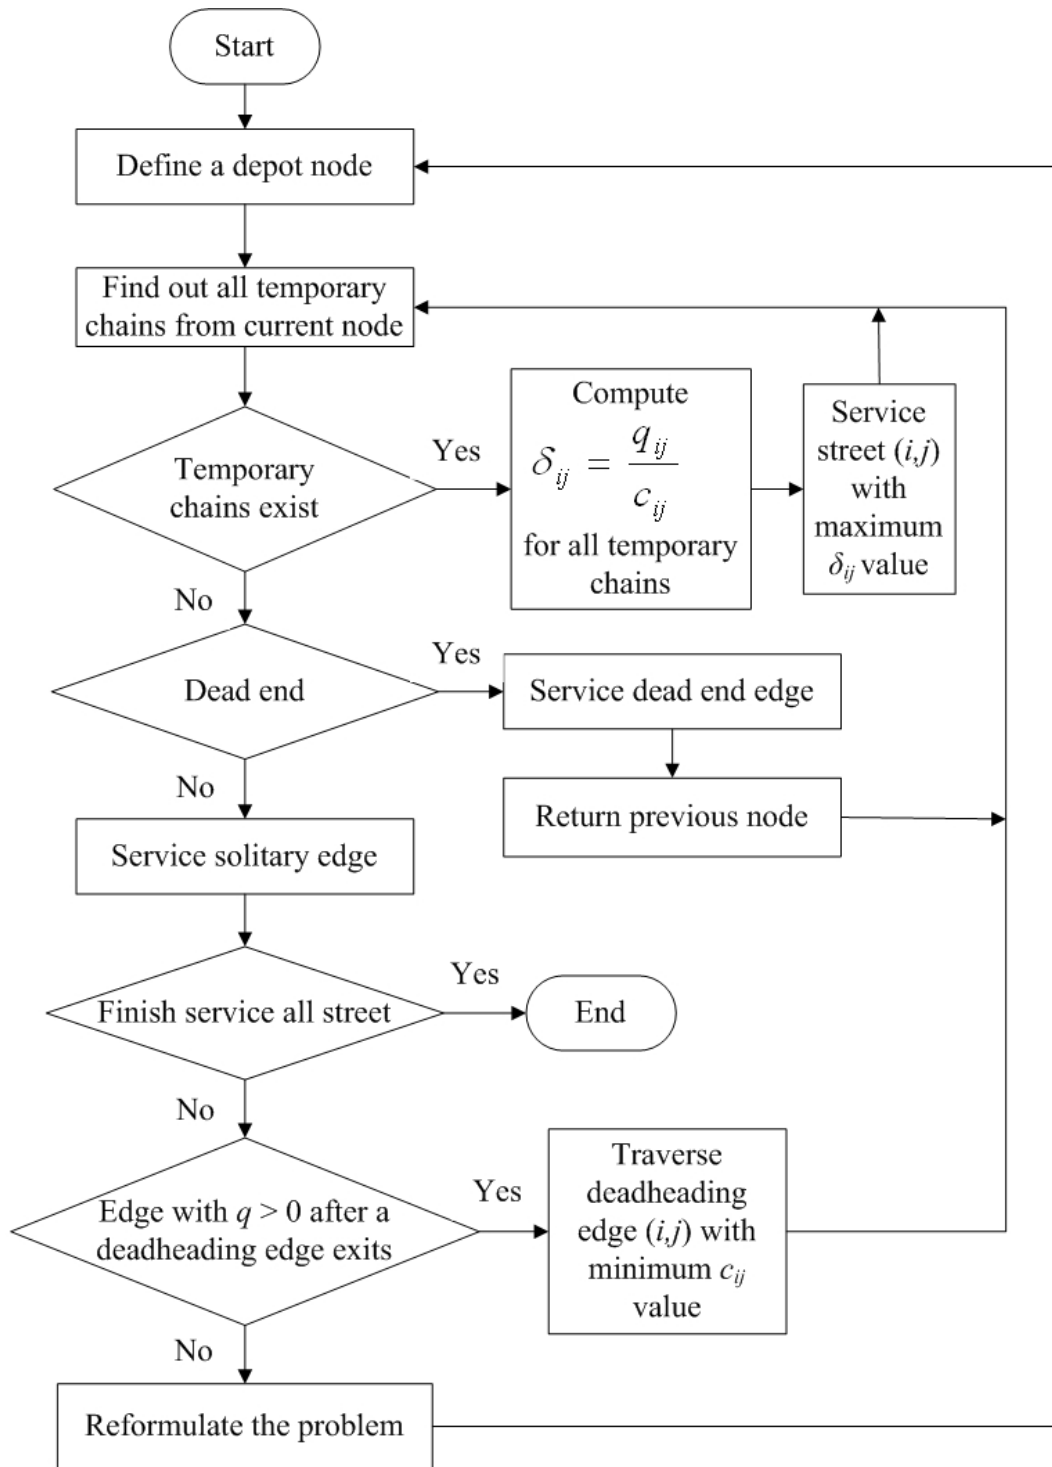 Start
Define a depot node
Find out all temporary
chains from current node
Temporary
chains exist
Yes
Compute
δij = qij / cij
for all temporary
chains
Service
street (i,j)
with
maximum
δij value
No
Dead end
Yes
Service dead end edge
Return previous node
No
Service solitary edge
Finish service all street
Yes
End
No
Edge with q > 0 after a
deadheading edge exits
Yes
Traverse
deadheading
edge (i,j) with
minimum cij
value
No
Reformulate the problem